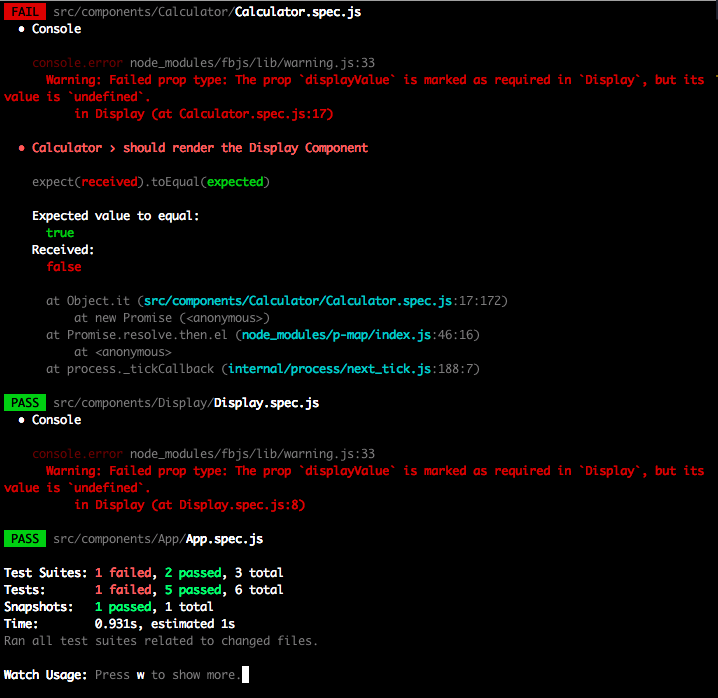 FAIL src/components/Calculator/Calculator.spec.js
● Console
console.error node_modules/fbjs/lib/warning.js:33
Warning: Failed prop type: The prop `displayValue` is marked as required in `Display`, but its
value is `undefined`.
in Display (at Calculator.spec.js:17)
● Calculator › should render the Display Component
expect(received).toEqual(expected)
Expected value to equal:
true
Received:
false
at Object.it (src/components/Calculator/Calculator.spec.js:17:172)
at new Promise (<anonymous>)
at Promise.resolve.then.el (node_modules/p-map/index.js:46:16)
at <anonymous>
at process._tickCallback (internal/process/next_tick.js:188:7)
PASS src/components/Display/Display.spec.js
● Console
console.error node_modules/fbjs/lib/warning.js:33
Warning: Failed prop type: The prop `displayValue` is marked as required in `Display`, but its
value is `undefined`.
in Display (at Display.spec.js:8)
PASS src/components/App/App.spec.js
Test Suites: 1 failed, 2 passed, 3 total
Tests: 1 failed, 5 passed, 6 total
Snapshots: 1 passed, 1 total
Time: 0.931s, estimated 1s
Ran all test suites related to changed files.
Watch Usage: Press w to show more.